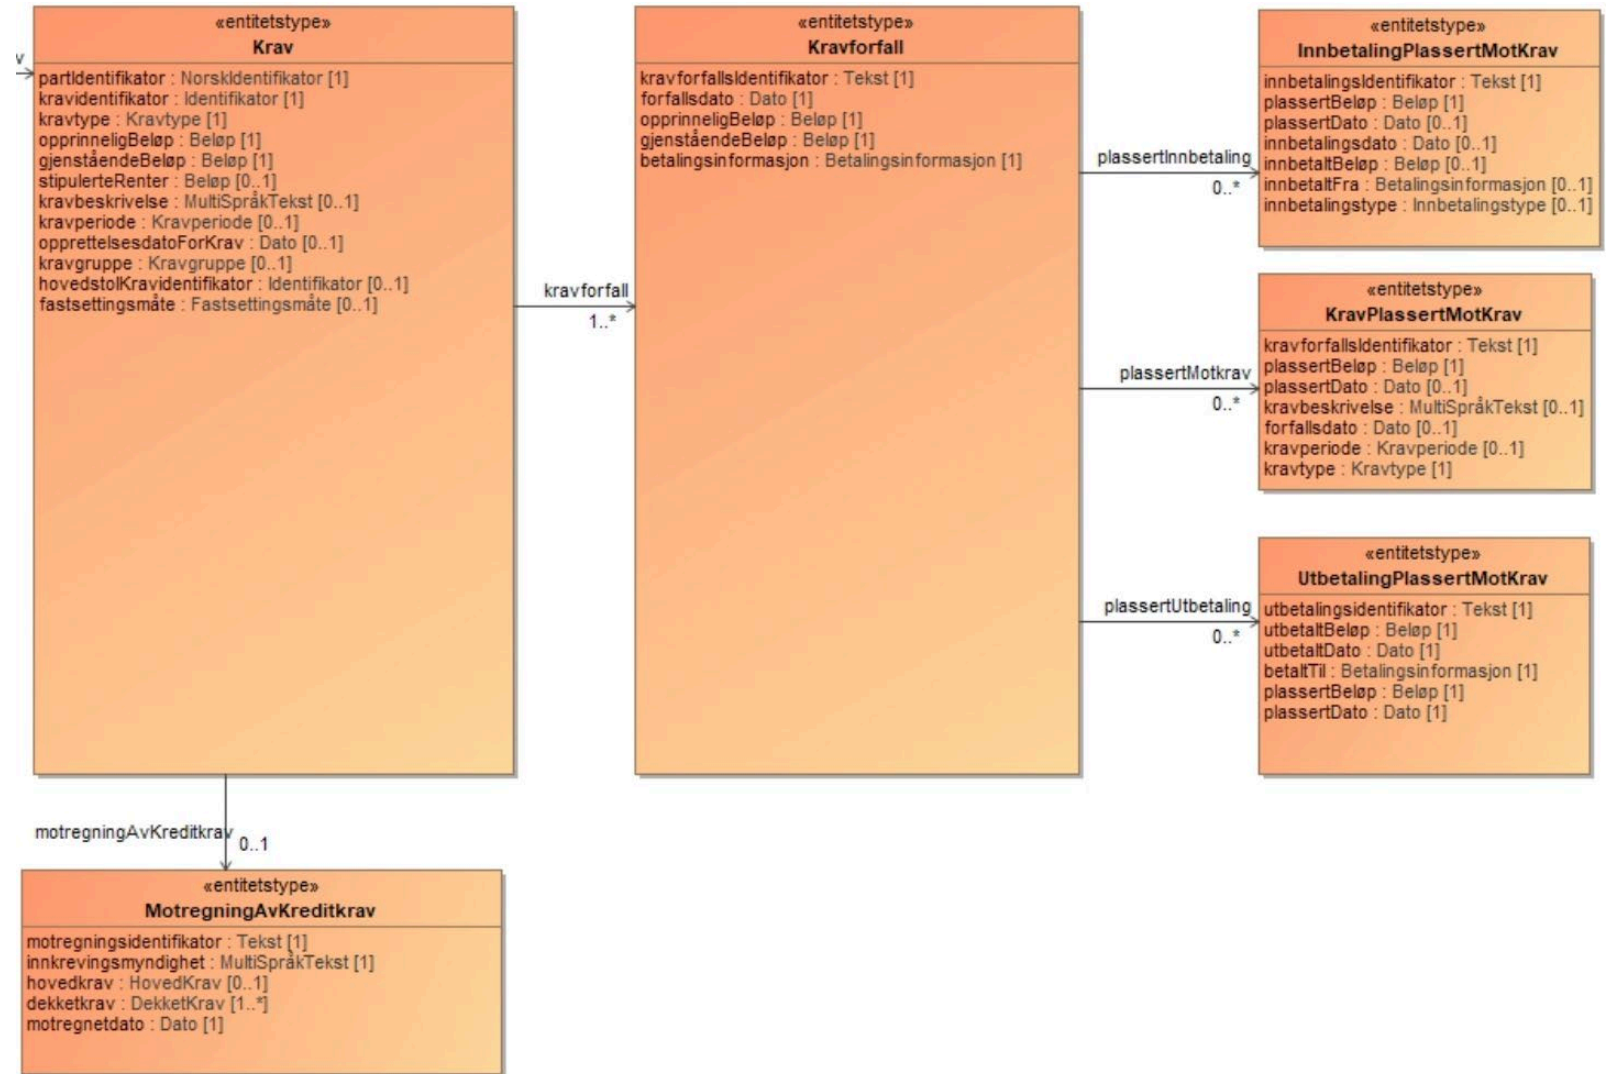 v
«entitetstype»
Krav
partIdentifikator : NorskIdentifikator [1]
kravidentifikator : Identifikator [1]
kravtype : Kravtype [1]
opprinneligBeløp : Beløp [1]
gjenståendeBeløp : Beløp [1]
stipulerteRenter : Beløp [0..1]
kravbeskrivelse : MultiSpråkTekst [0..1]
kravperiode : Kravperiode [0..1]
opprettelsesdatoForKrav : Dato [0..1]
kravgruppe : Kravgruppe [0..1]
hovedstolKravidentifikator : Identifikator [0..1]
fastsettingsmåte : Fastsettingsmåte [0..1]
kravforfall
1..*
«entitetstype»
Kravforfall
kravforfallsIdentifikator : Tekst [1]
forfallsdato : Dato [1]
opprinneligBeløp : Beløp [1]
gjenståendeBeløp : Beløp [1]
betalingsinformasjon : Betalingsinformasjon [1]
plassertInnbetaling
0..*
«entitetstype»
InnbetalingPlassertMotKrav
innbetalingsIdentifikator : Tekst [1]
plassertBeløp : Beløp [1]
plassertDato : Dato [0..1]
innbetalingsdato : Dato [0..1]
innbetaltBeløp : Beløp [0..1]
innbetaltFra : Betalingsinformasjon [0..1]
innbetalingstype : Innbetalingstype [0..1]
plassertMotkrav
0..*
«entitetstype»
KravPlassertMotKrav
kravforfallsIdentifikator : Tekst [1]
plassertBeløp : Beløp [1]
plassertDato : Dato [0..1]
kravbeskrivelse : MultiSpråkTekst [0..1]
forfallsdato : Dato [0..1]
kravperiode : Kravperiode [0..1]
kravtype : Kravtype [1]
plassertUtbetaling
0..*
«entitetstype»
UtbetalingPlassertMotKrav
utbetalingsidentifikator : Tekst [1]
utbetaltBeløp : Beløp [1]
utbetaltDato : Dato [1]
betaltTil : Betalingsinformasjon [1]
plassertBeløp : Beløp [1]
plassertDato : Dato [1]
motregningAvKreditkrav
0..1
«entitetstype»
MotregningAvKreditkrav
motregningsidentifikator : Tekst [1]
innkrevingsmyndighet : MultiSpråkTekst [1]
hovedkrav : HovedKrav [0..1]
dekketkrav : DekketKrav [1..*]
motregnetdato : Dato [1]